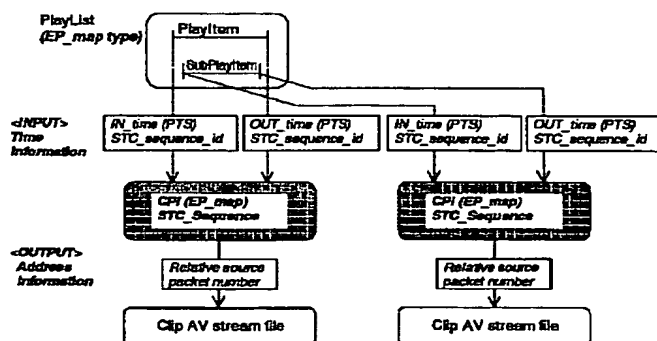 PlayList
(EP_map type)
PlayItem
SubPlayItem
<INPUT>
Time
Information
IN_time (PTS)
STC_sequence_id
OUT_time (PTS)
STC_sequence_id
IN_time (PTS)
STC_sequence_id
OUT_time (PTS)
STC_sequence_id
CPI (EP_map)
STC_Sequence
CPI (EP_map)
STC_Sequence
<OUTPUT>
Address
Information
Relative source
packet number
Relative source
packet number
Clip AV stream file
Clip AV stream file